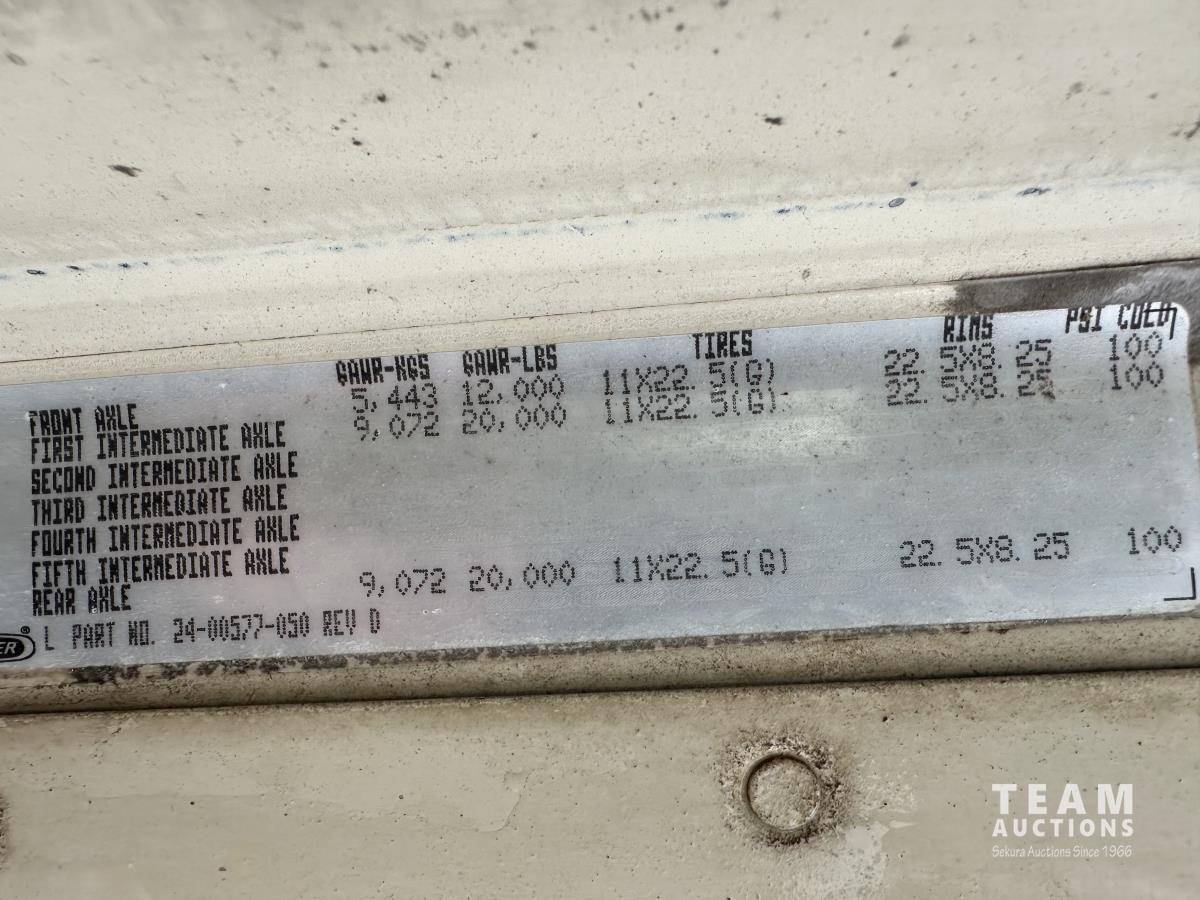 GAWR-KGS GAWR-LBS TIRES RIMS PSI COLD
FRONT AXLE 5,443 12,000 11X22.5(G) 22.5X8.25 100
FIRST INTERMEDIATE AXLE 9,072 20,000 11X22.5(G) 22.5X8.25 100
SECOND INTERMEDIATE AXLE
THIRD INTERMEDIATE AXLE
FOURTH INTERMEDIATE AXLE
FIFTH INTERMEDIATE AXLE
REAR AXLE 9,072 20,000 11X22.5(G) 22.5X8.25 100
ER® L PART NO. 24-00577-050 REV D
TEAM
AUCTIONS
Sekura Auctions Since 1966